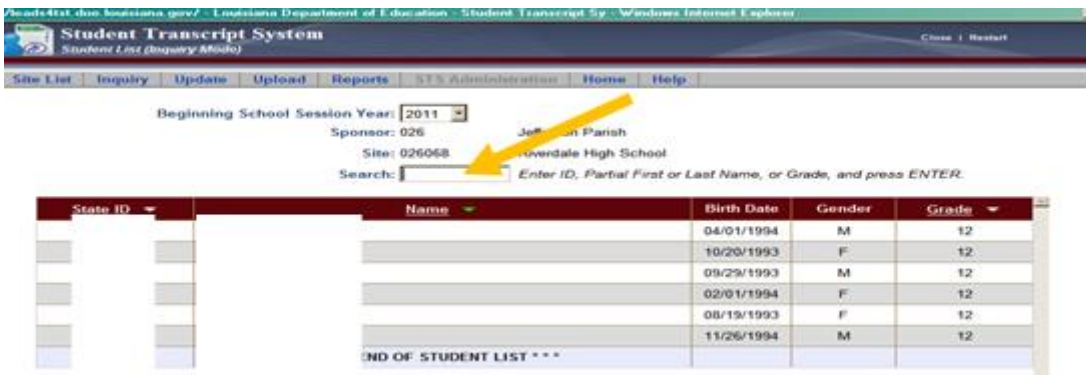 /leads4tst.doe.louisiana.gov/ - Louisiana Department of Education - Student Transcript Sy - Windows Internet Explorer
Student Transcript System
Close | Restart
Student List (Inquiry Mode)
Site List Inquiry Update Upload Reports STS Administration Home Help
Beginning School Session Year: 2011
Sponsor: 026 Parish
Site: 026068 High School
Search: Enter ID, Partial First or Last Name, or Grade, and press ENTER.
State ID Name Birth Date Gender Grade
04/01/1994 M 12
10/20/1993 F 12
09/29/1993 M 12
02/01/1994 F 12
08/19/1993 F 12
11/26/1994 M 12
END OF STUDENT LIST * * *